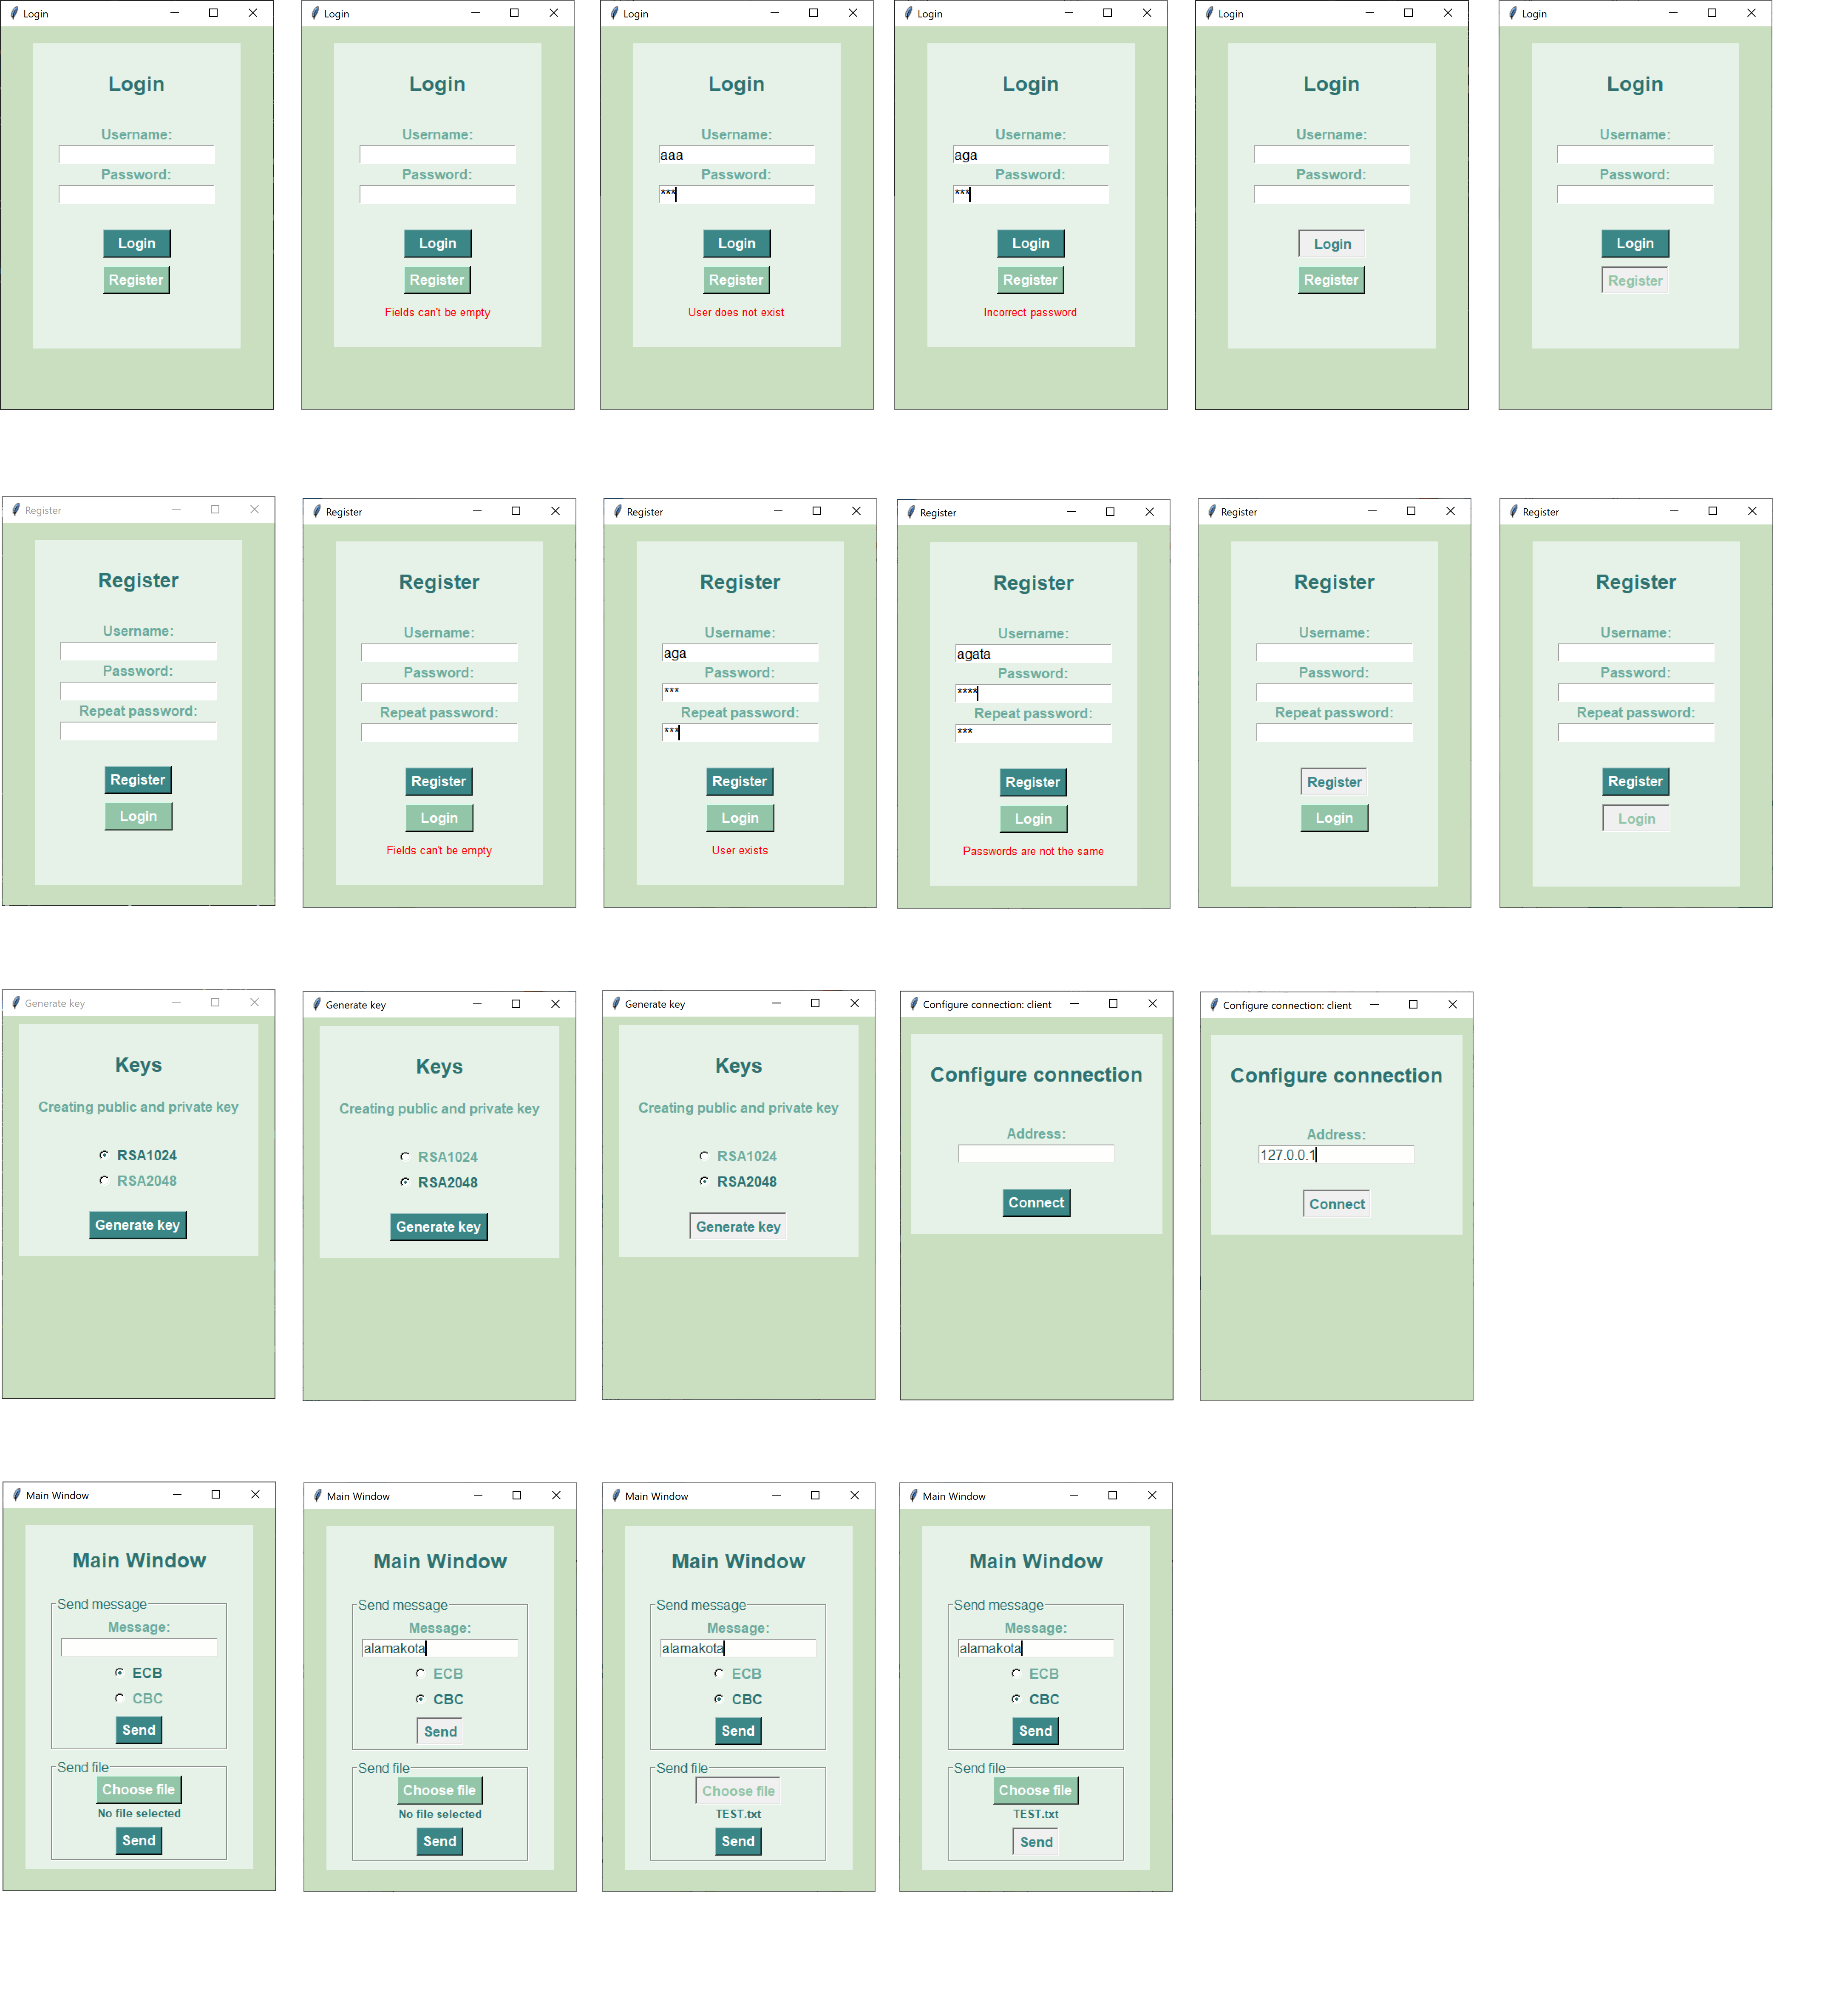 Login
Login
Username:
Password:
Login
Register
Login
Login
Username:
Password:
Login
Register
Fields can't be empty
Login
Login
Username:
aaa
Password:
***
Login
Register
User does not exist
Login
Login
Username:
aga
Password:
***
Login
Register
Incorrect password
Login
Login
Username:
Password:
Login
Register
Login
Login
Username:
Password:
Login
Register
Register
Register
Username:
Password:
Repeat password:
Register
Login
Register
Register
Username:
Password:
Repeat password:
Register
Login
Fields can't be empty
Register
Register
Username:
aga
Password:
***
Repeat password:
***
Register
Login
User exists
Register
Register
Username:
agata
Password:
****
Repeat password:
***
Register
Login
Passwords are not the same
Register
Register
Username:
Password:
Repeat password:
Register
Login
Register
Register
Username:
Password:
Repeat password:
Register
Login
Generate key
Keys
Creating public and private key
RSA1024
RSA2048
Generate key
Generate key
Keys
Creating public and private key
RSA1024
RSA2048
Generate key
Generate key
Keys
Creating public and private key
RSA1024
RSA2048
Generate key
Configure connection: client
Configure connection
Address:
Connect
Configure connection: client
Configure connection
Address:
127.0.0.1
Connect
Main Window
Main Window
Send message
Message:
ECB
CBC
Send
Send file
Choose file
No file selected
Send
Main Window
Main Window
Send message
Message:
alamakota
ECB
CBC
Send
Send file
Choose file
No file selected
Send
Main Window
Main Window
Send message
Message:
alamakota
ECB
CBC
Send
Send file
Choose file
TEST.txt
Send
Main Window
Main Window
Send message
Message:
alamakota
ECB
CBC
Send
Send file
Choose file
TEST.txt
Send